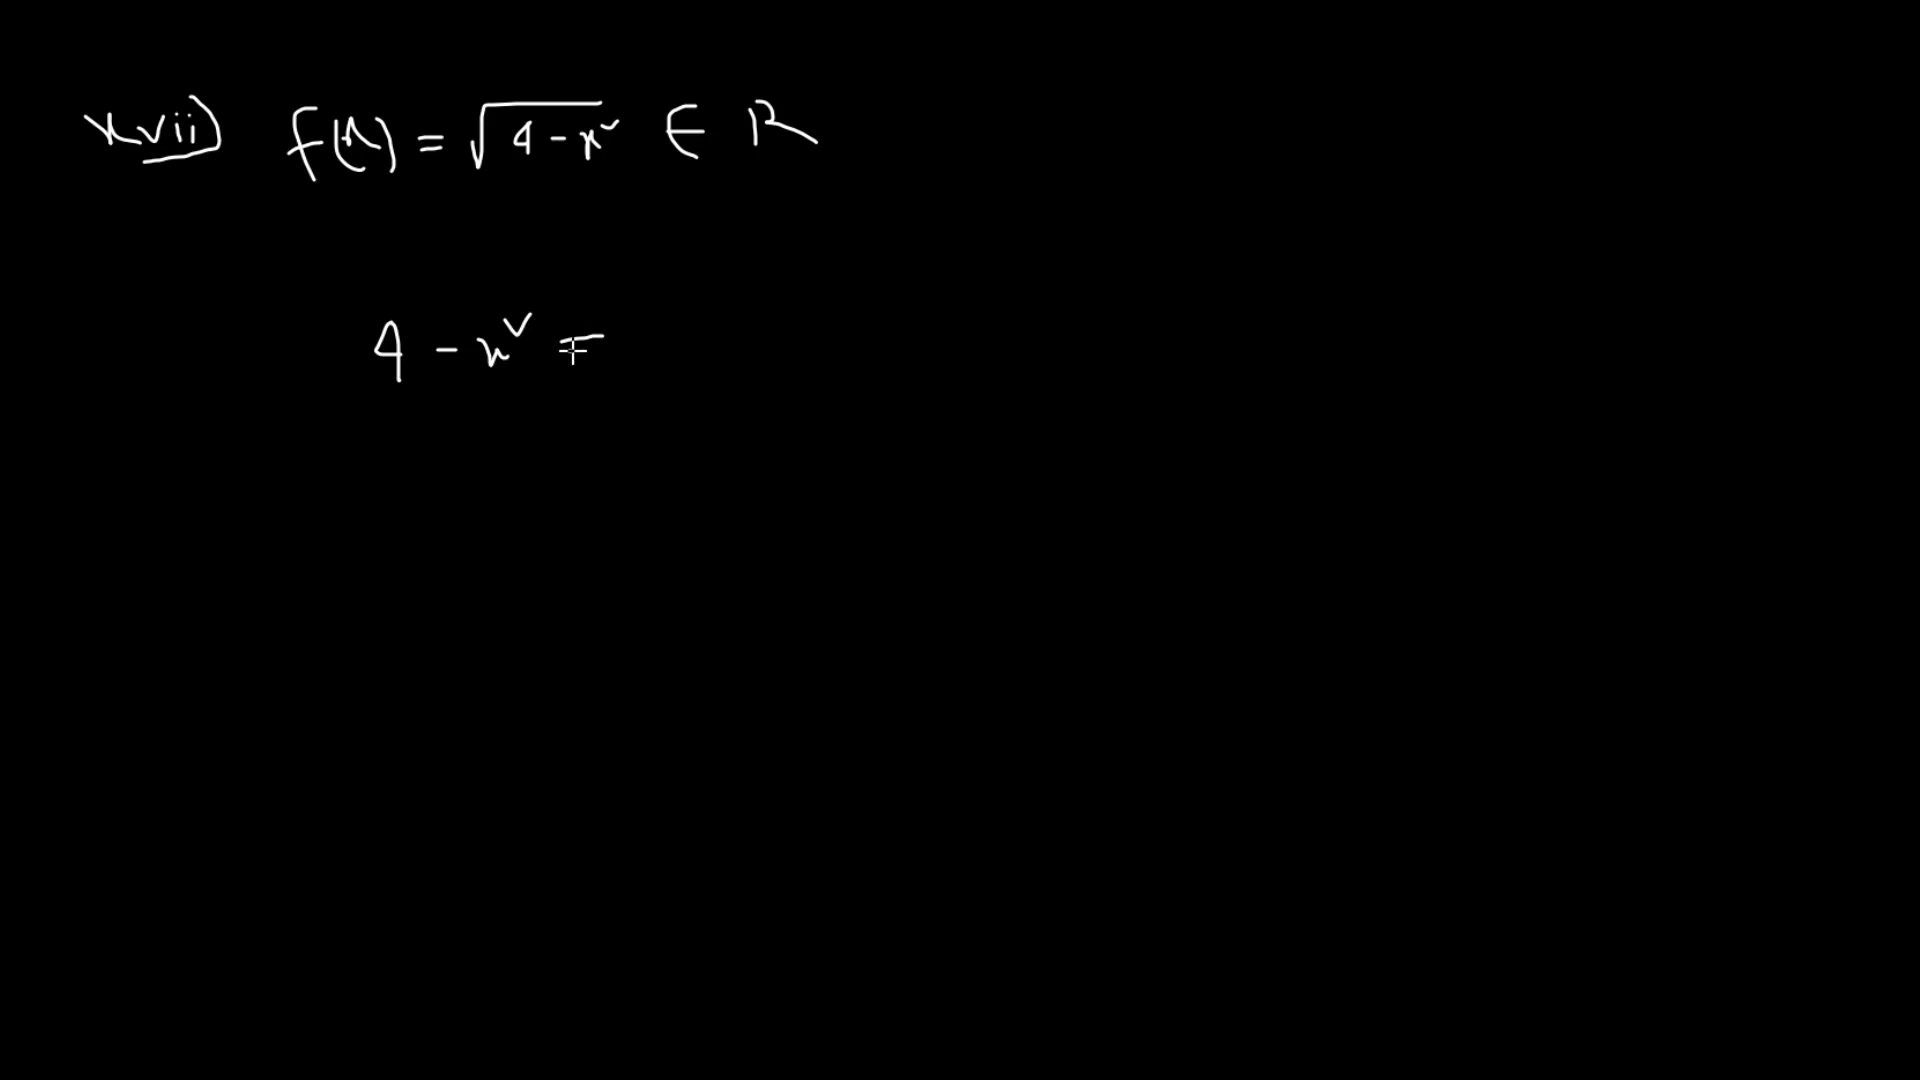 xvii) f(x) = √4-x² ∈ R
4 - x² =